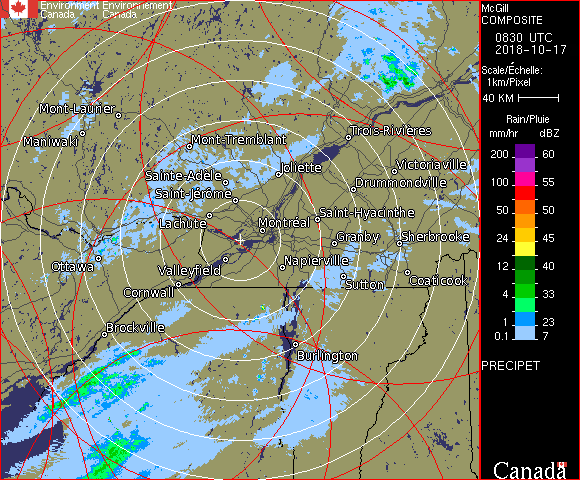 Environment Environnement
Canada Canada
Mont-Laurier
Maniwaki
Mont-Tremblant
Trois-Rivières
Joliette
Victoriaville
Sainte-Adèle
Drummondville
Saint-Jérôme
Saint-Hyacinthe
Lachute
Montréal
Granby
Sherbrooke
Ottawa
Valleyfield
Napierville
Sutton
Coaticook
Cornwall
Brockville
Burlington
McGill
COMPOSITE
0830 UTC
2018-10-17
Scale/Échelle:
1km/Pixel
40 KM
Rain/Pluie
mm/hr dBZ
200 60
100 55
50 50
24 45
12 40
8 33
4 33
1 23
0.1 7
PRECIPET
Canada